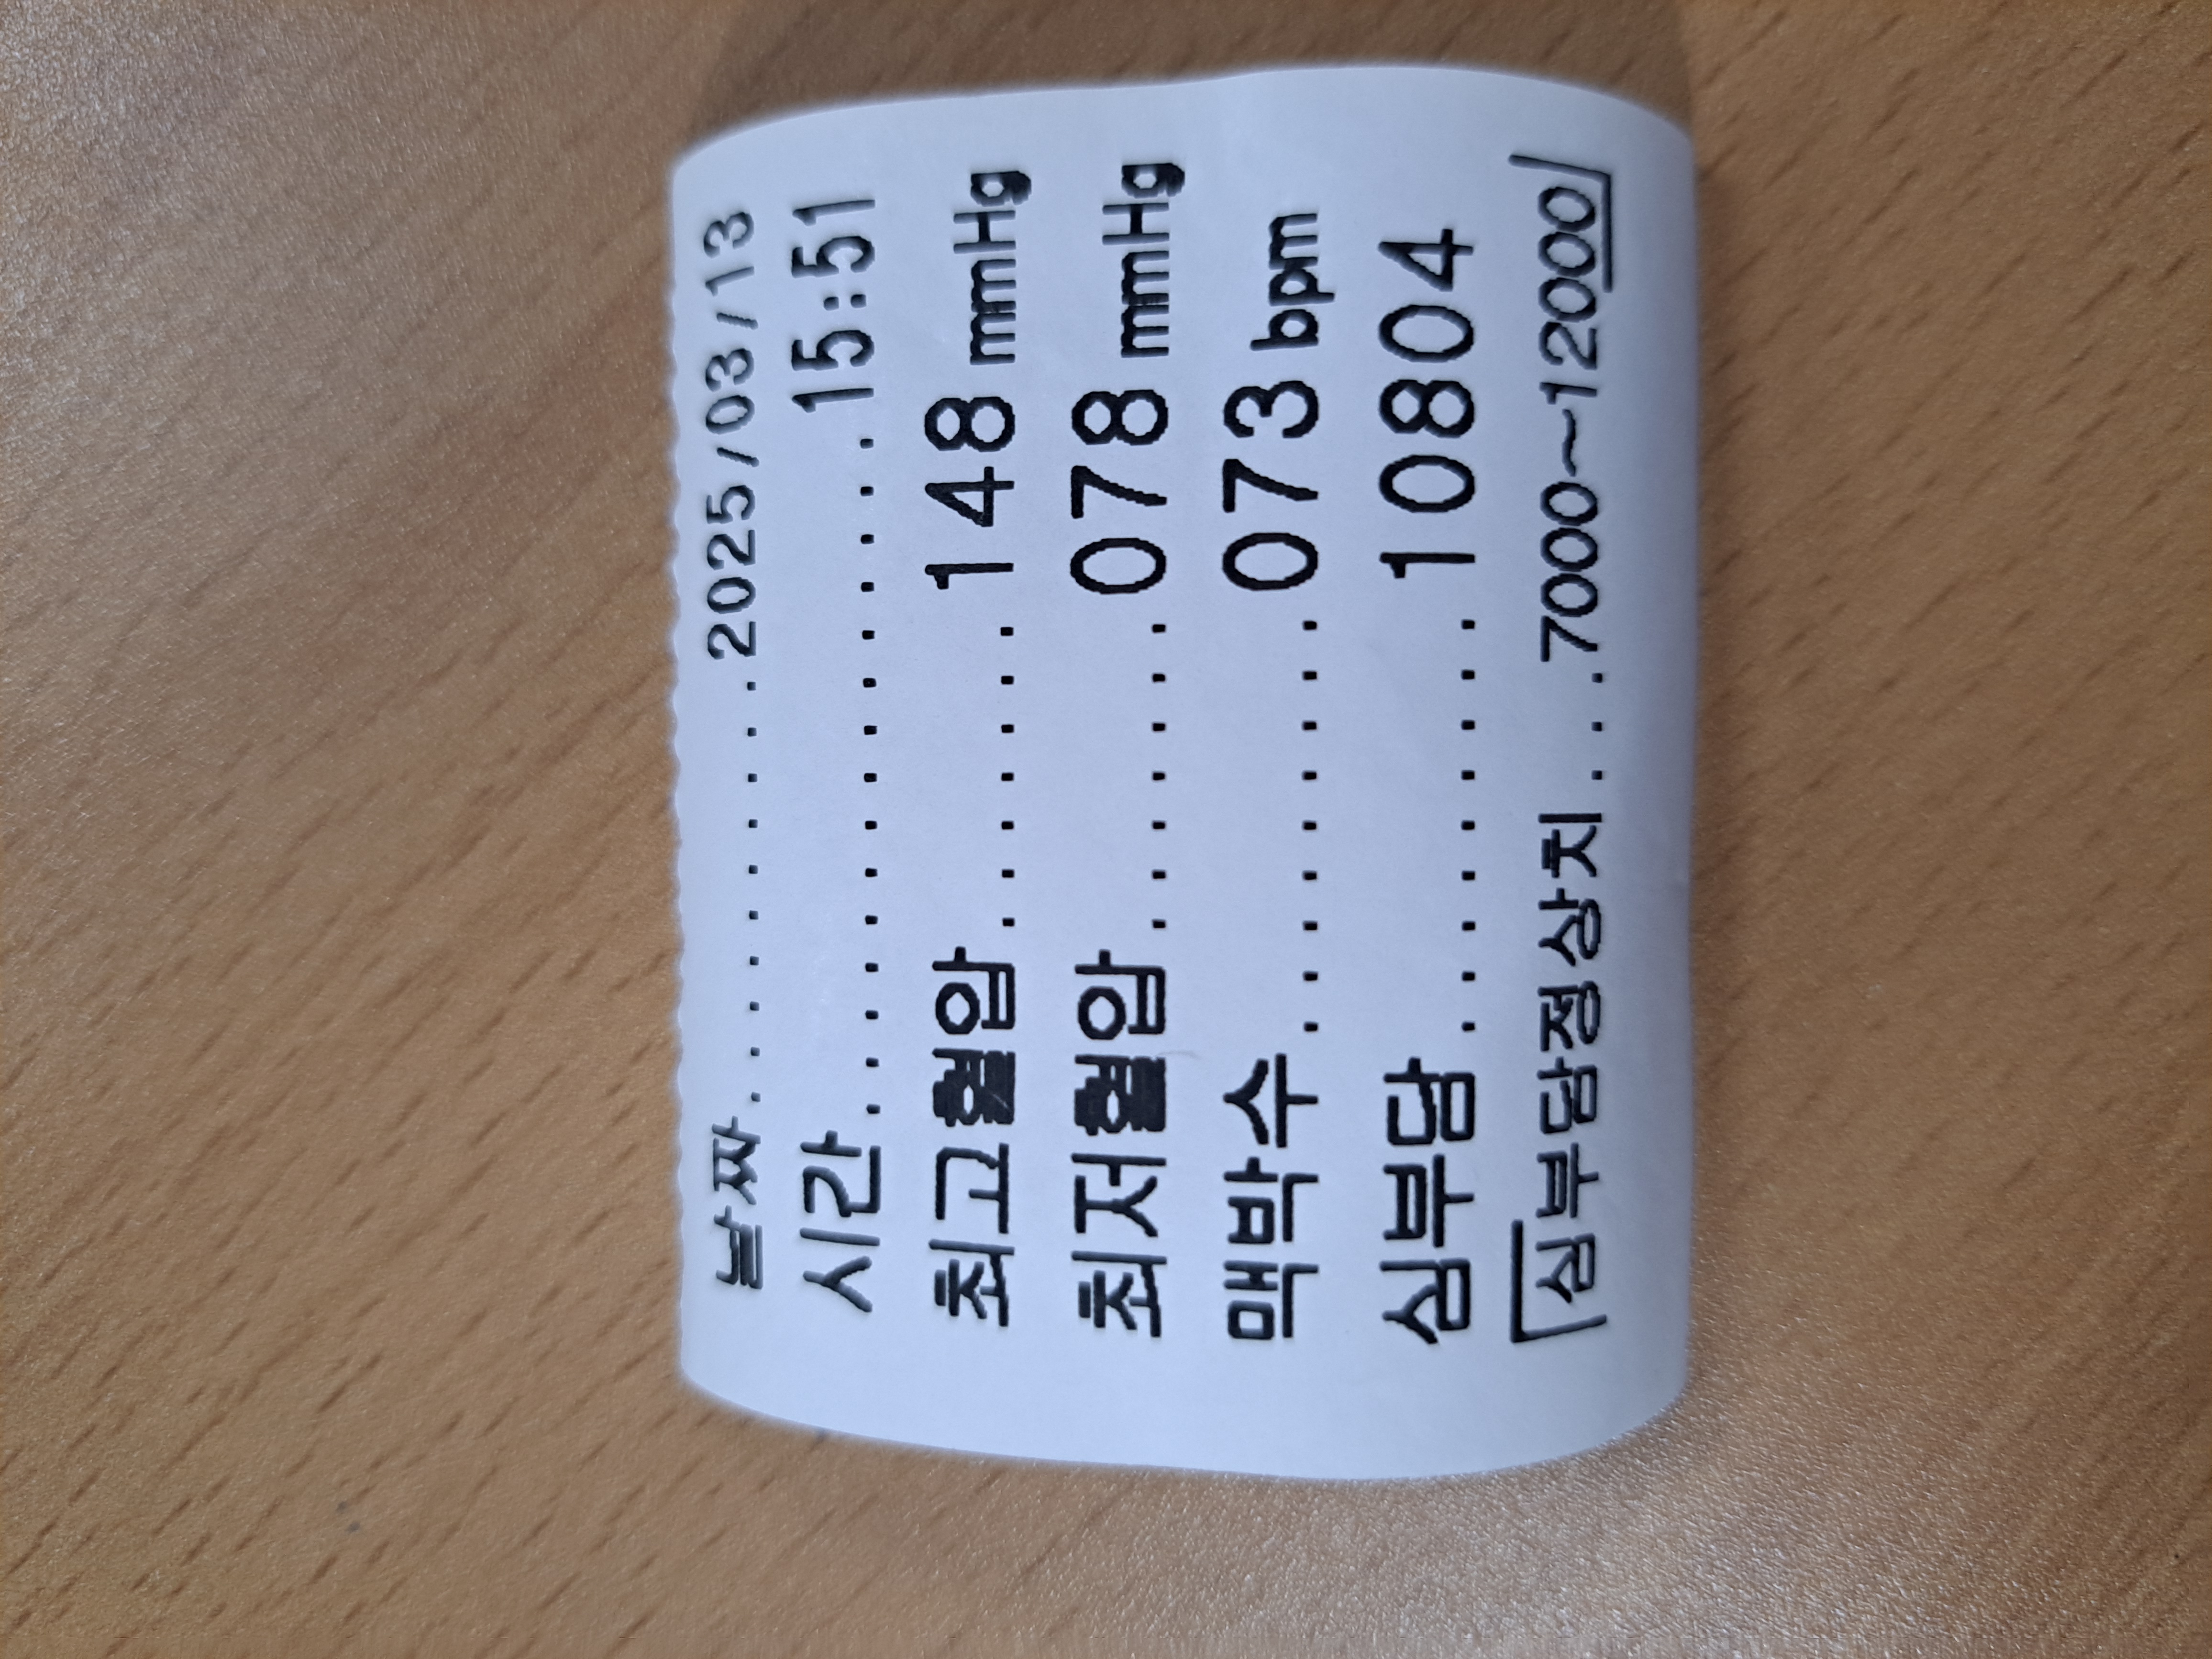 날짜..........2025/03/13
시간...............15:51
최고혈압.......148 mmHg
최저혈압.......078 mmHg
맥박수.........073 bpm
심부담.........10804
「심부담정상치...7000~12000」